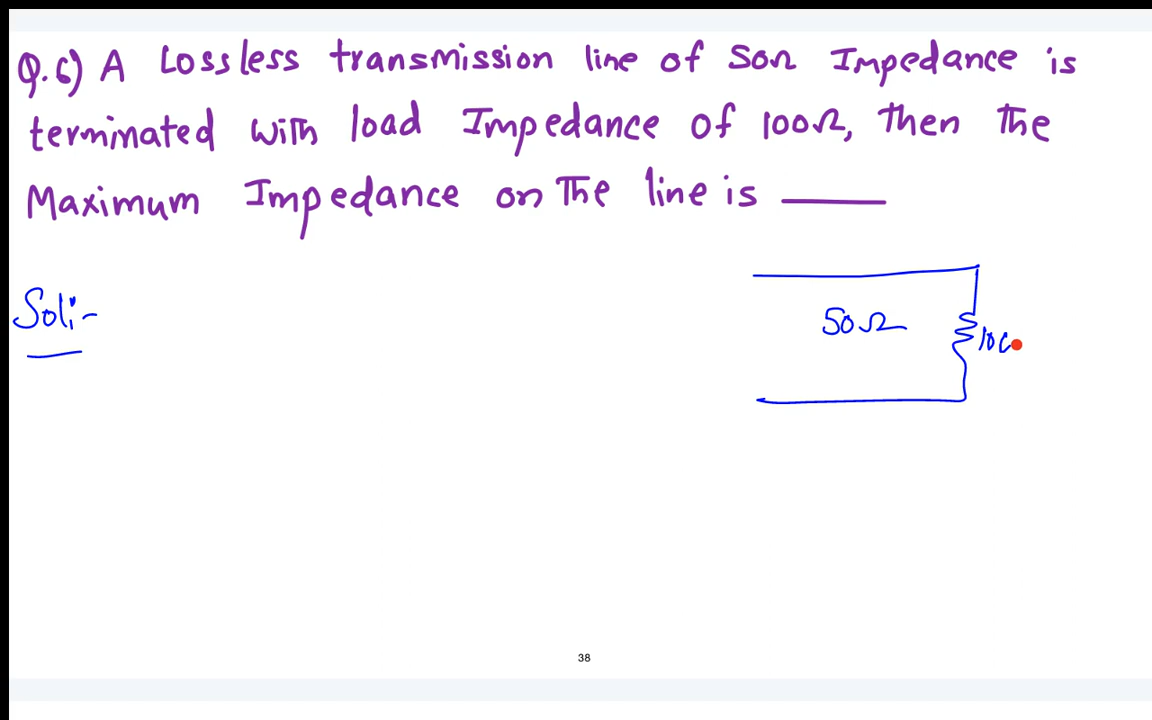 Q.6) A Lossless transmission line of 50Ω Impedance is
terminated with load Impedance of 100Ω, Then The
Maximum Impedance on The line is ____
Sol:-
50Ω
100
38